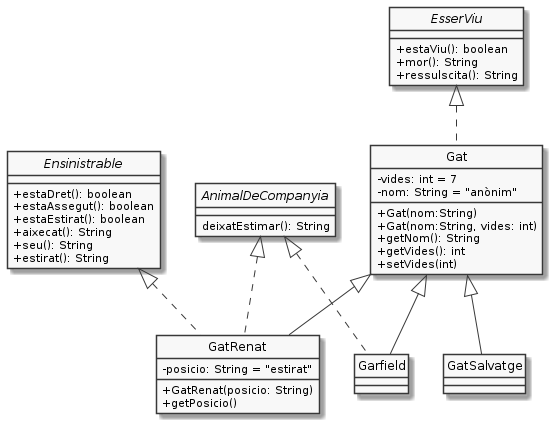 EsserViu
+estaViu(): boolean
+mor(): String
+ressulscita(): String
Ensinistrable
+estaDret(): boolean
+estaAssegut(): boolean
+estaEstirat(): boolean
+aixecat(): String
+seu(): String
+estirat(): String
AnimalDeCompanyia
deixatEstimar(): String
Gat
-vides: int = 7
-nom: String = "anònim"
+Gat(nom:String)
+Gat(nom:String, vides: int)
+getNom(): String
+getVides(): int
+setVides(int)
GatRenat
-posicio: String = "estirat"
+GatRenat(posicio: String)
+getPosicio()
Garfield
GatSalvatge